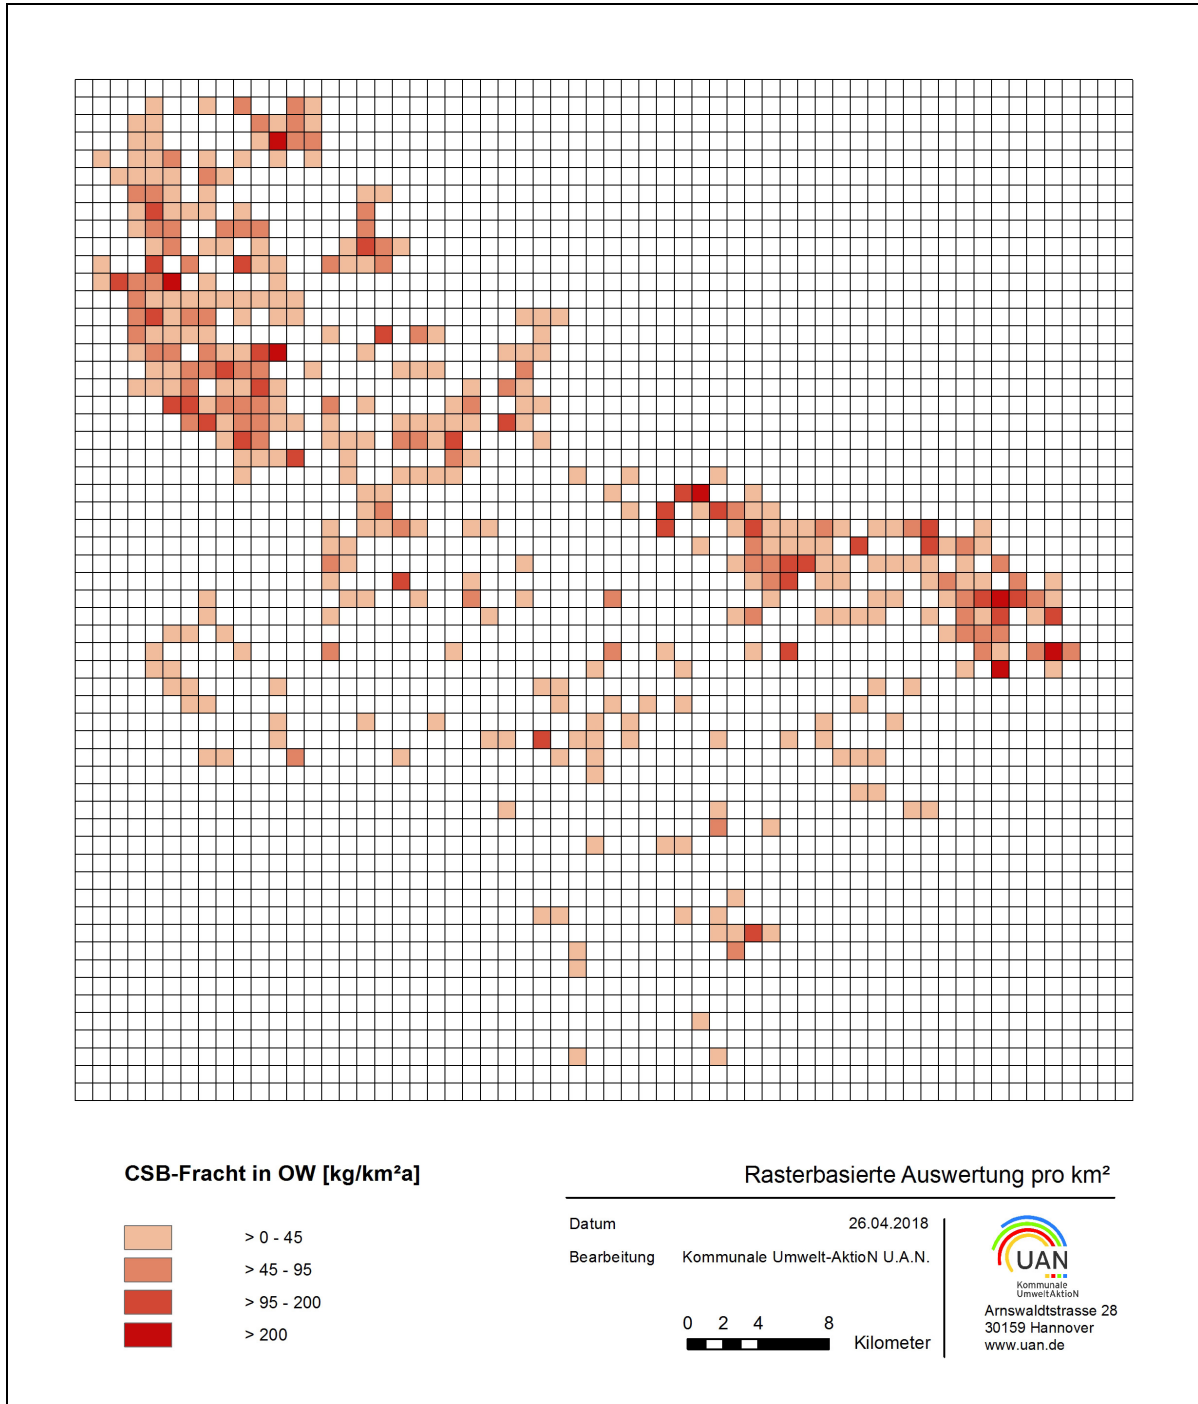 CSB-Fracht in OW [kg/km²a]
> 0 - 45
> 45 - 95
> 95 - 200
> 200
Rasterbasierte Auswertung pro km²
Datum 26.04.2018
Bearbeitung Kommunale Umwelt-AktioN U.A.N.
0 2 4 8
Kilometer
UAN
Kommunale
UmweltAktioN
Arnswaldtstrasse 28
30159 Hannover
www.uan.de